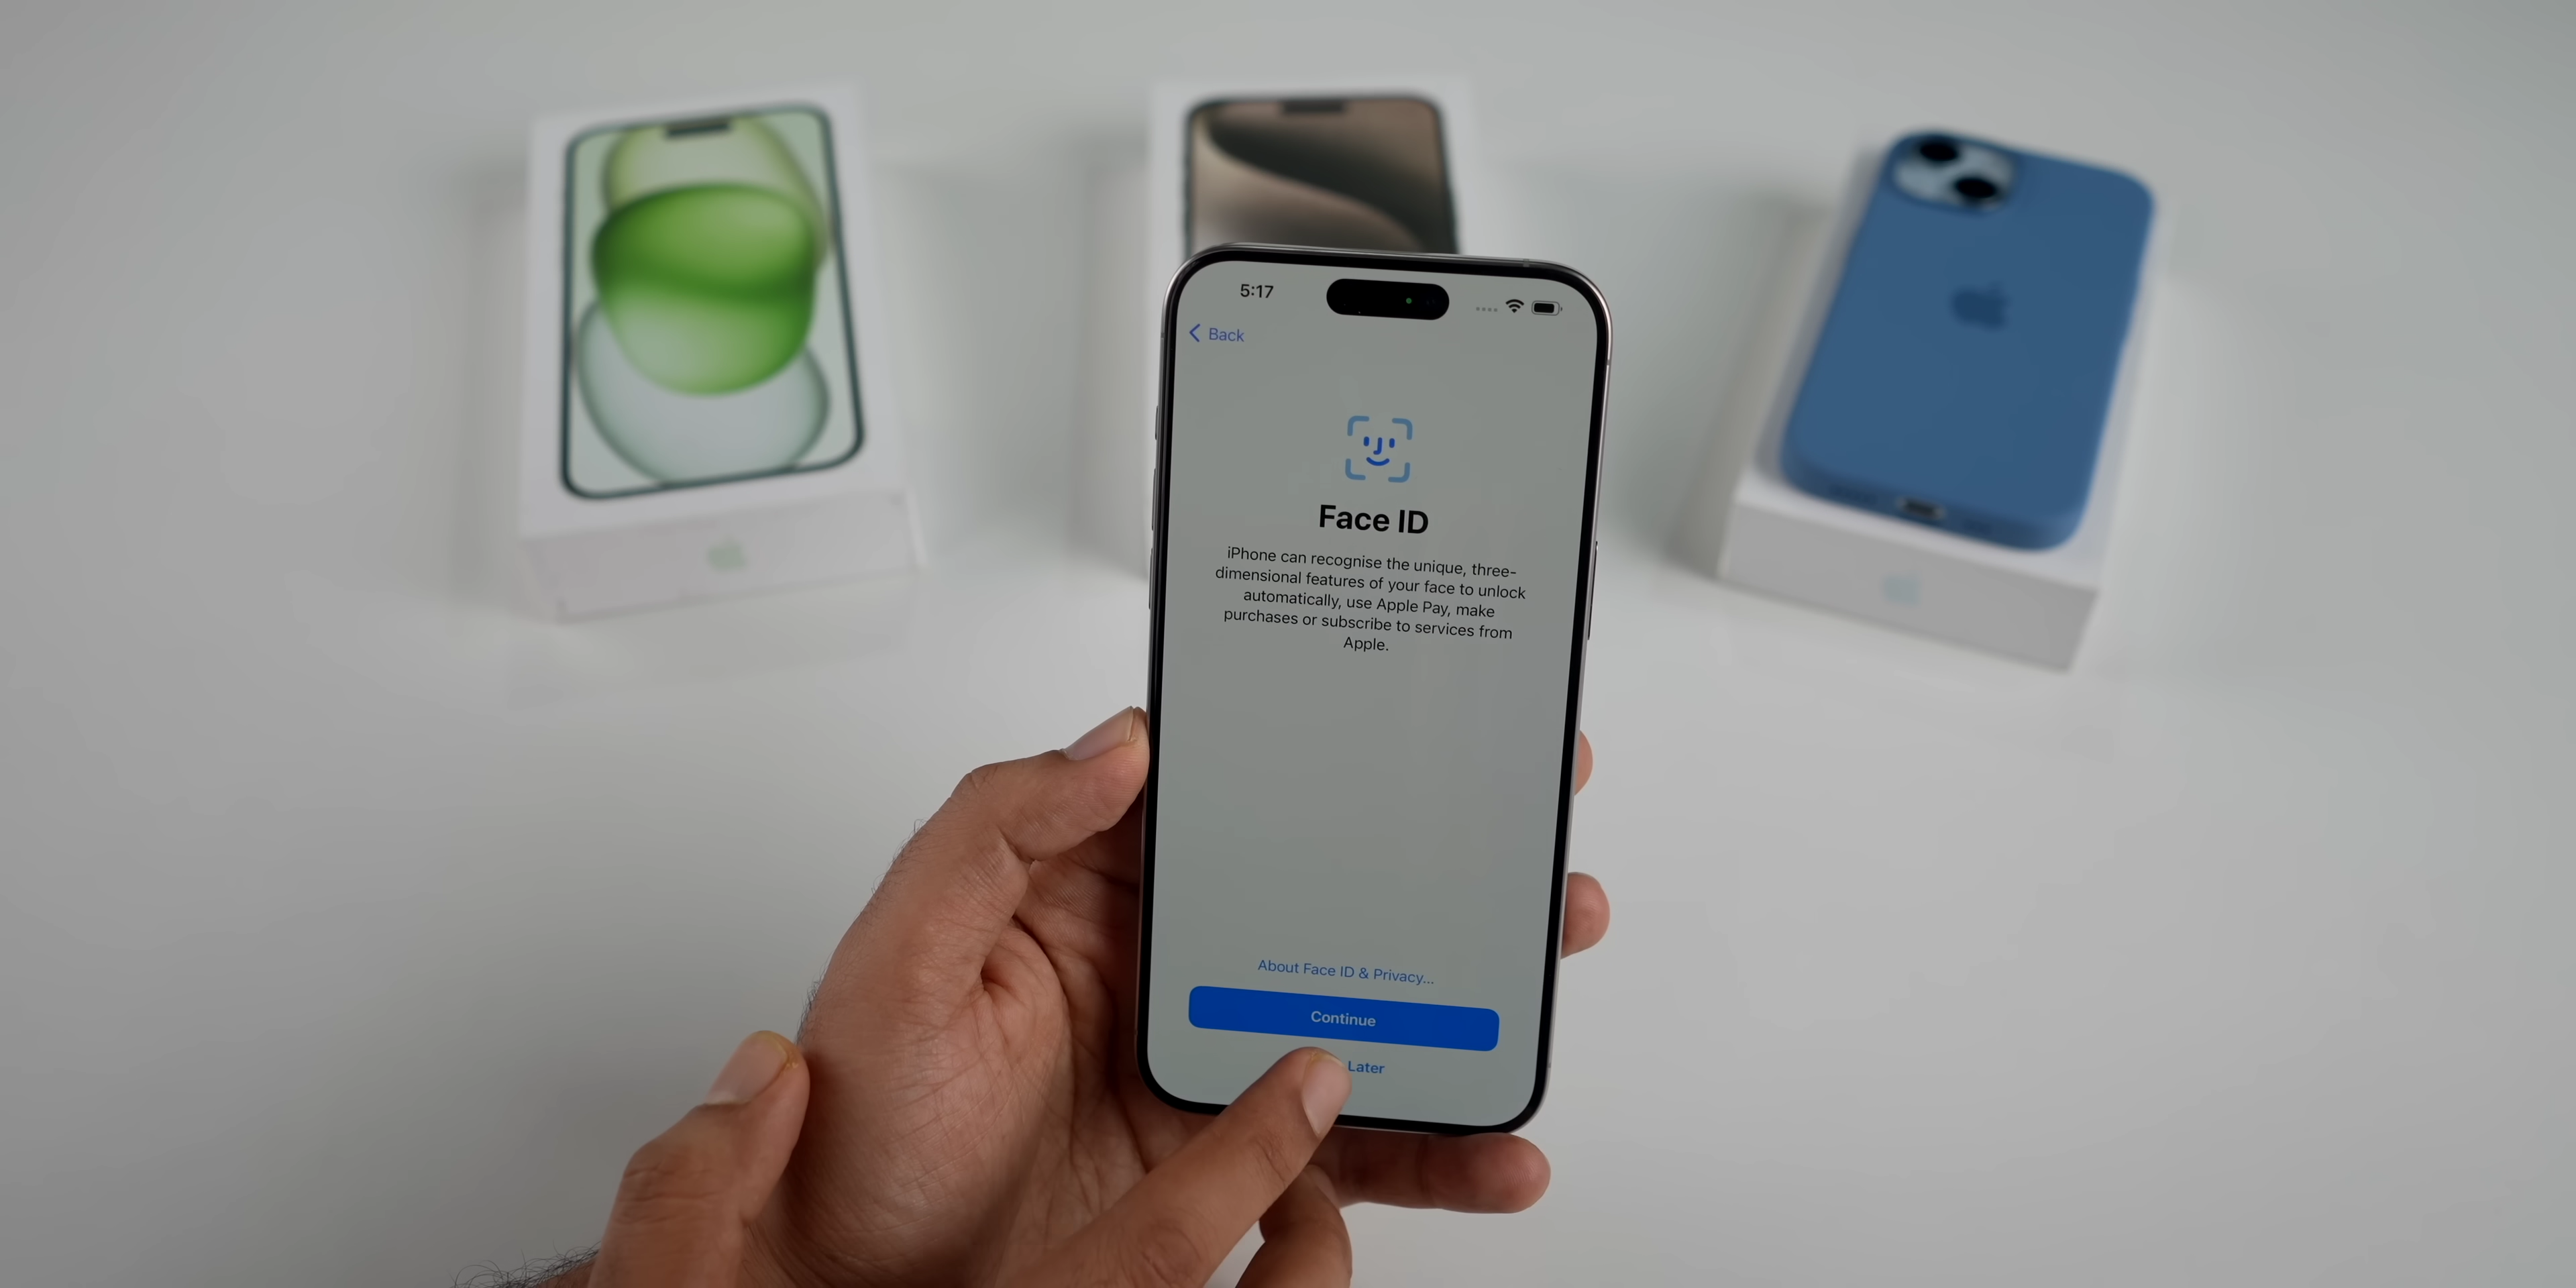 5:17
Back
Face ID
iPhone can recognise the unique, three-
dimensional features of your face to unlock
automatically, use Apple Pay, make
purchases or subscribe to services from
Apple.
About Face ID & Privacy...
Continue
Later